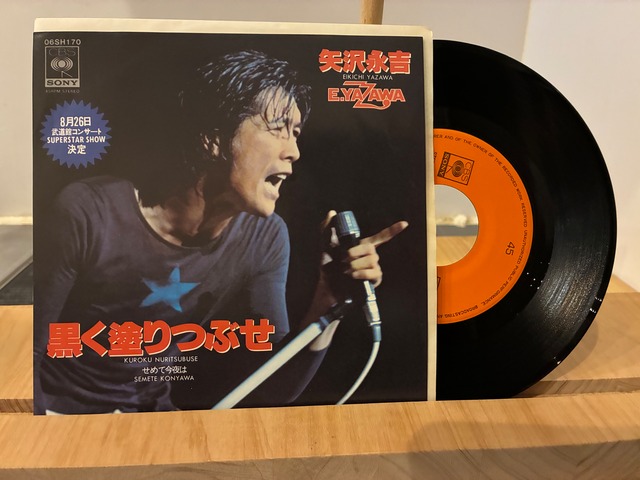 06SH170
CBS
SONY
8月26日
武道館コンサート
SUPERSTAR SHOW
決定
矢沢永吉
EIKICHI YAZAWA
E.YAZAWA
黒く塗りつぶせ
KUROKU NURITSUBUSE
せめて今夜は
SEMETE KONYAWA
CBS
SONY
45